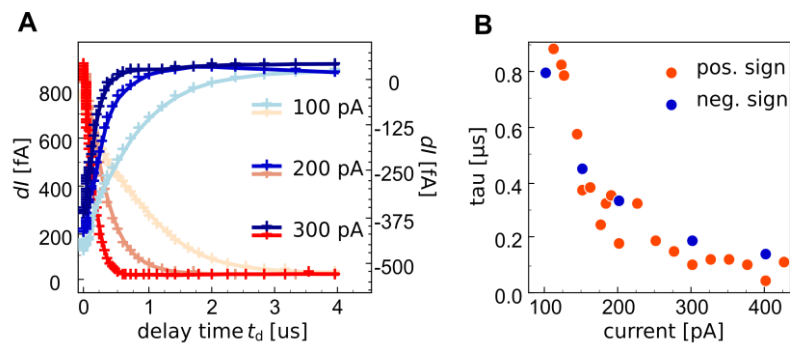 A
dI [fA]
800
600
400
200
0
0
-125
-250
-375
-500
dI [fA]
100 pA
200 pA
300 pA
0 1 2 3 4
delay time td [us]
B
tau [µs]
0.8
0.6
0.4
0.2
0.0
pos. sign
neg. sign
100 200 300 400
current [pA]